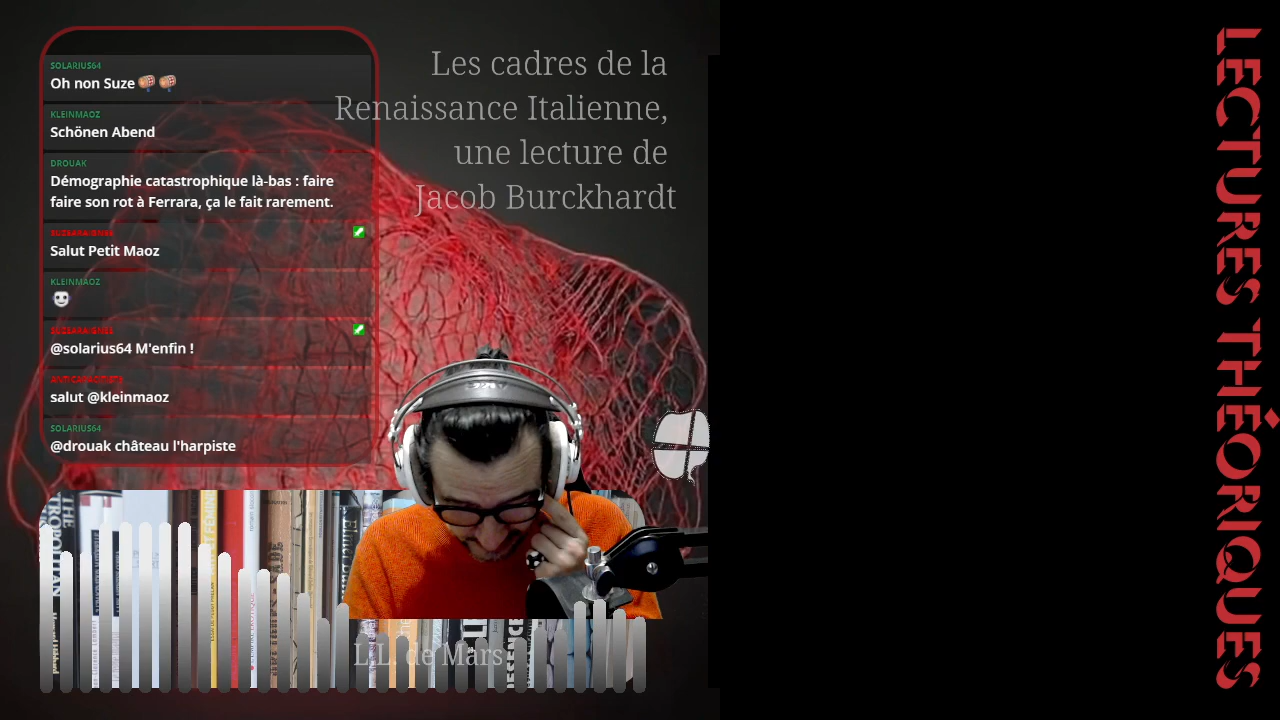 SOLARIUS64
Oh non Suze
KLEINMAOZ
Schönen Abend
DROUAK
Démographie catastrophique là-bas : faire
faire son rot à Ferrara, ça le fait rarement.
SUZEARAIGNEE
Salut Petit Maoz
KLEINMAOZ
SUZEARAIGNEE
@solarius64 M'enfin !
salut @kleinmaoz
SOLARIUS64
@drouak château l'harpiste
Les cadres de la
Renaissance Italienne,
une lecture de
Jacob Burckhardt
L.L. de Mars
LECTURES THÉORIQUES